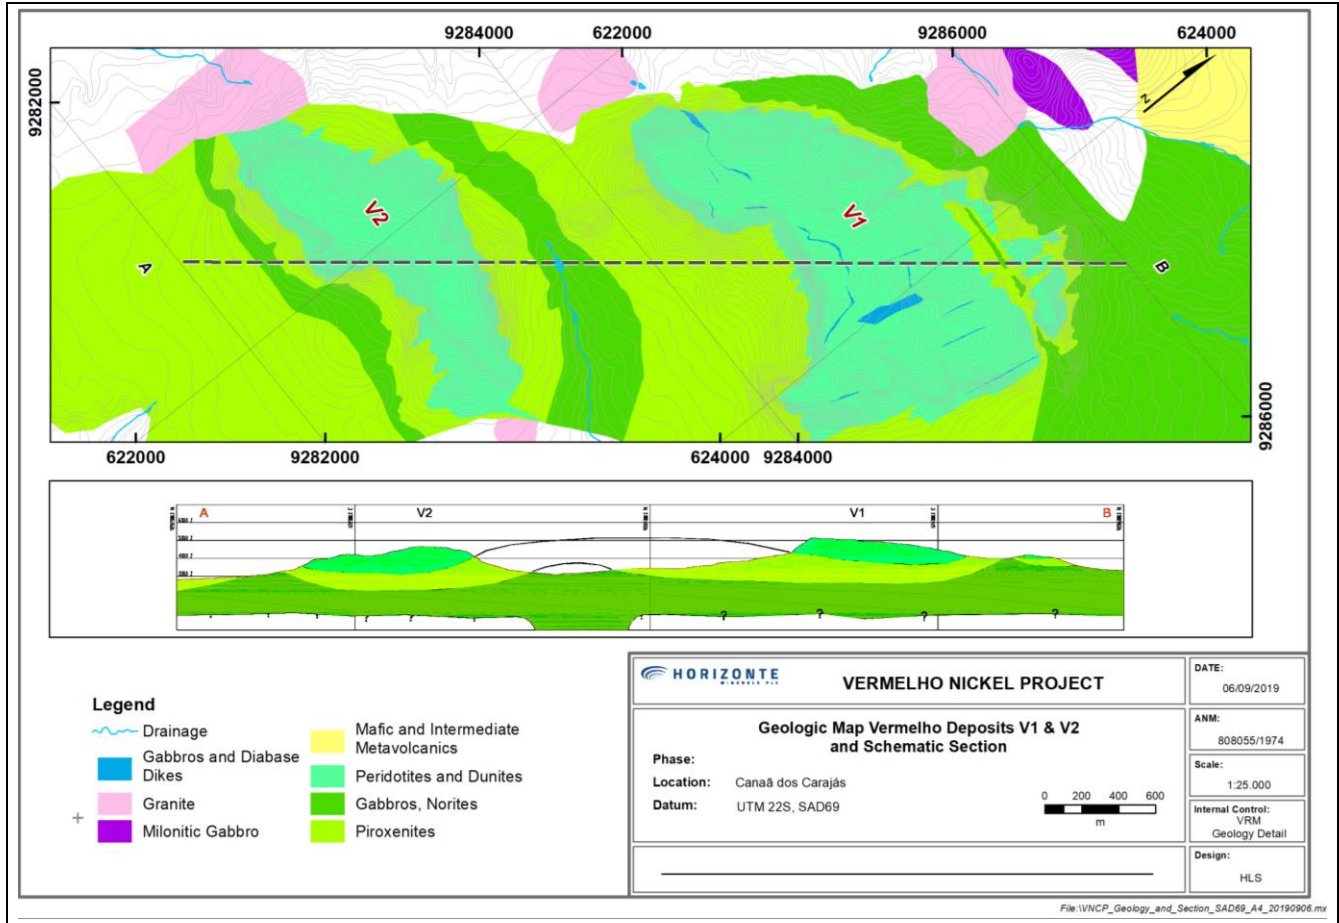 9284000 622000 9286000 624000
9282000
N
V2
V1
A
B
9286000
622000 9282000 624000 9284000
A V2 V1 B
? ? ? ? ? ?
Legend
Drainage
Gabbros and Diabase
Dikes
Granite
Milonitic Gabbro
Mafic and Intermediate
Metavolcanics
Peridotites and Dunites
Gabbros, Norites
Piroxenites
HORIZONTE
MINERALS PLC
VERMELHO NICKEL PROJECT
DATE:
06/09/2019
Geologic Map Vermelho Deposits V1 & V2
and Schematic Section
Phase:
Location: Canaã dos Carajás
Datum: UTM 22S, SAD69
0 200 400 600
m
ANM:
808055/1974
Scale:
1:25.000
Internal Control:
VRM
Geology Detail
Design:
HLS
File:\VNCP_Geology_and_Section_SAD69_A4_20190906.mx